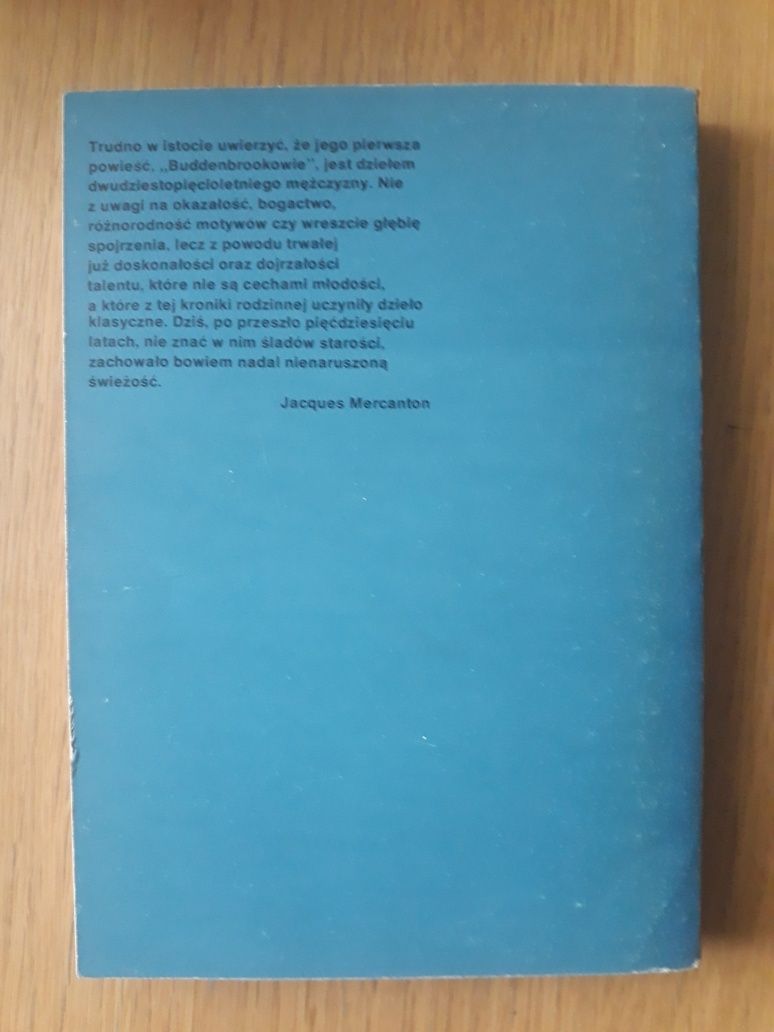 Trudno w istocie uwierzyć, że jego pierwsza
powieść, „Buddenbrookowie", jest dziełem
dwudziestopięcioletniego mężczyzny. Nie
z uwagi na okazałość, bogactwo,
różnorodność motywów czy wreszcie głębię
spojrzenia, lecz z powodu trwałej
już doskonałości oraz dojrzałości
talentu, które nie są cechami młodości,
a które z tej kroniki rodzinnej uczyniły dzieło
klasyczne. Dziś, po przeszło pięćdziesięciu
latach, nie znać w nim śladów starości,
zachowało bowiem nadal nienaruszoną
świeżość.
Jacques Mercanton